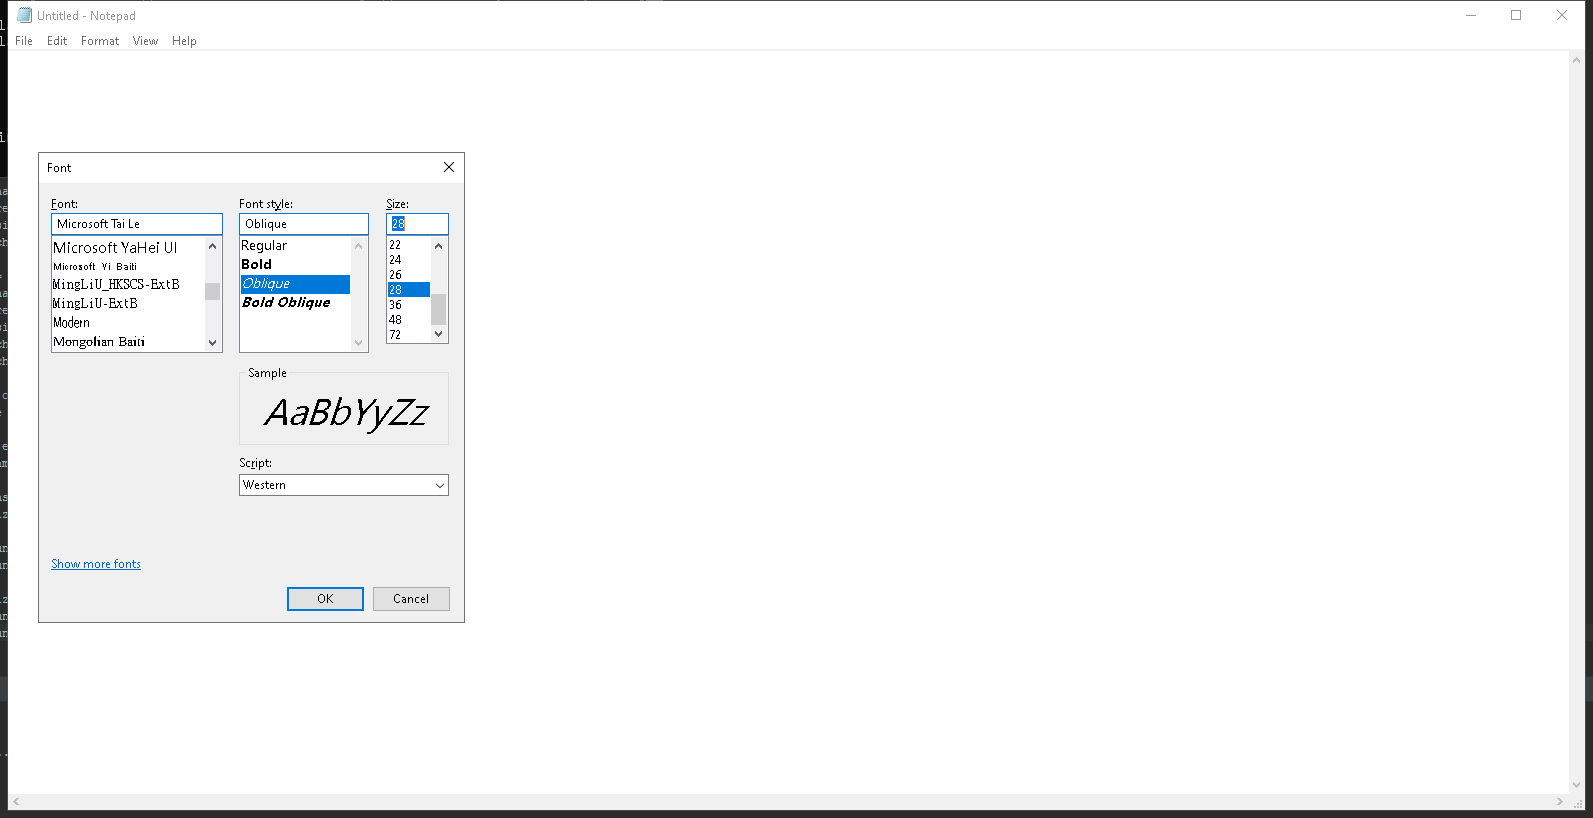 Untitled - Notepad
File Edit Format View Help
Font
Font: Font style: Size:
Microsoft Tai Le Oblique 28
Microsoft YaHei UI
Microsoft Yi Baiti
MingLiU_HKSCS-ExtB
MingLiU-ExtB
Modern
Mongolian Baiti
Regular
Bold
Oblique
Bold Oblique
22
24
26
28
36
48
72
Sample
AaBbYyZz
Script:
Western
Show more fonts
OK Cancel